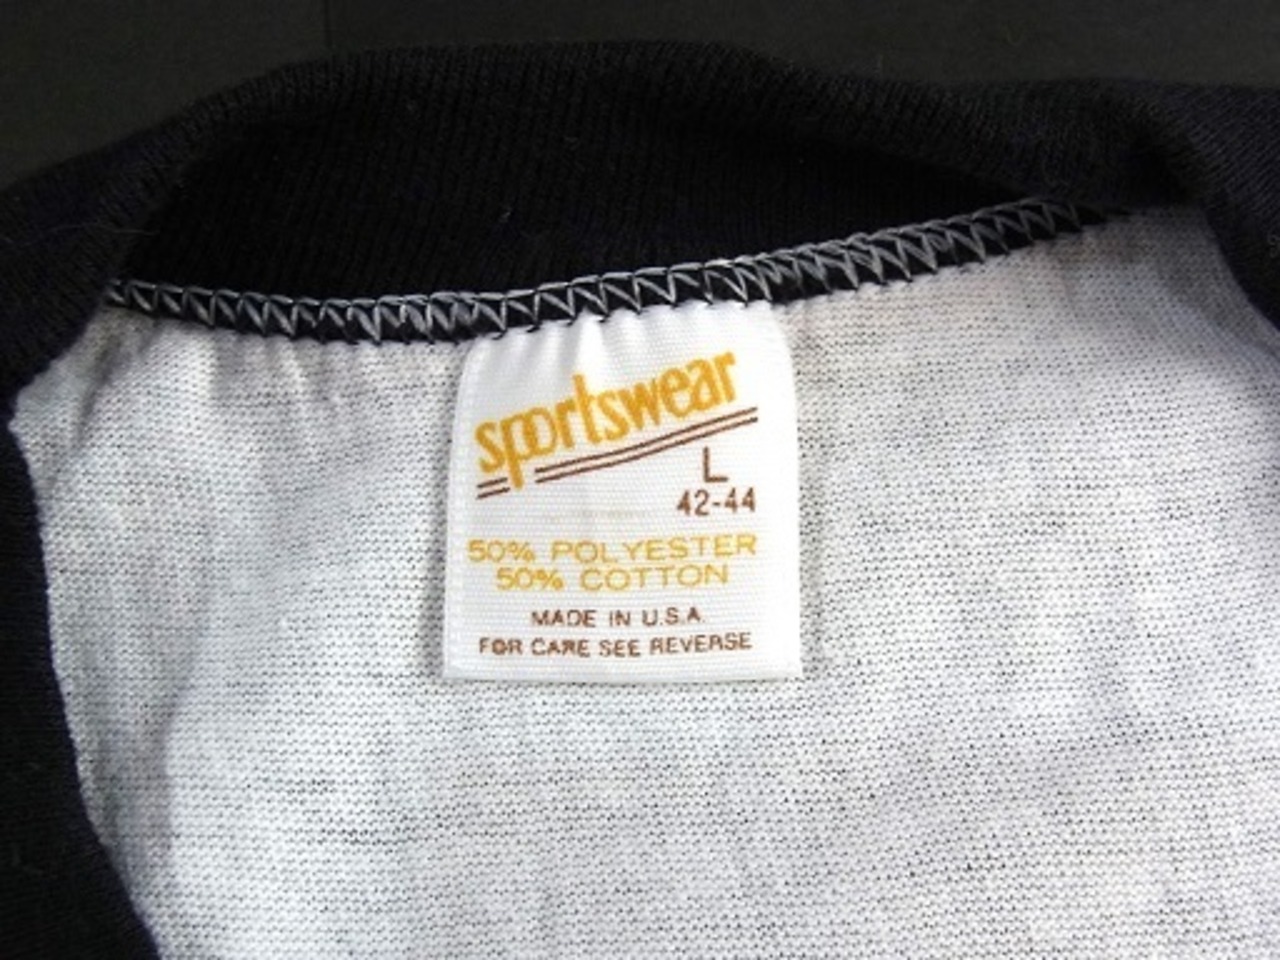 sportswear
L
42-44
50% POLYESTER
50% COTTON
MADE IN U.S.A.
FOR CARE SEE REVERSE